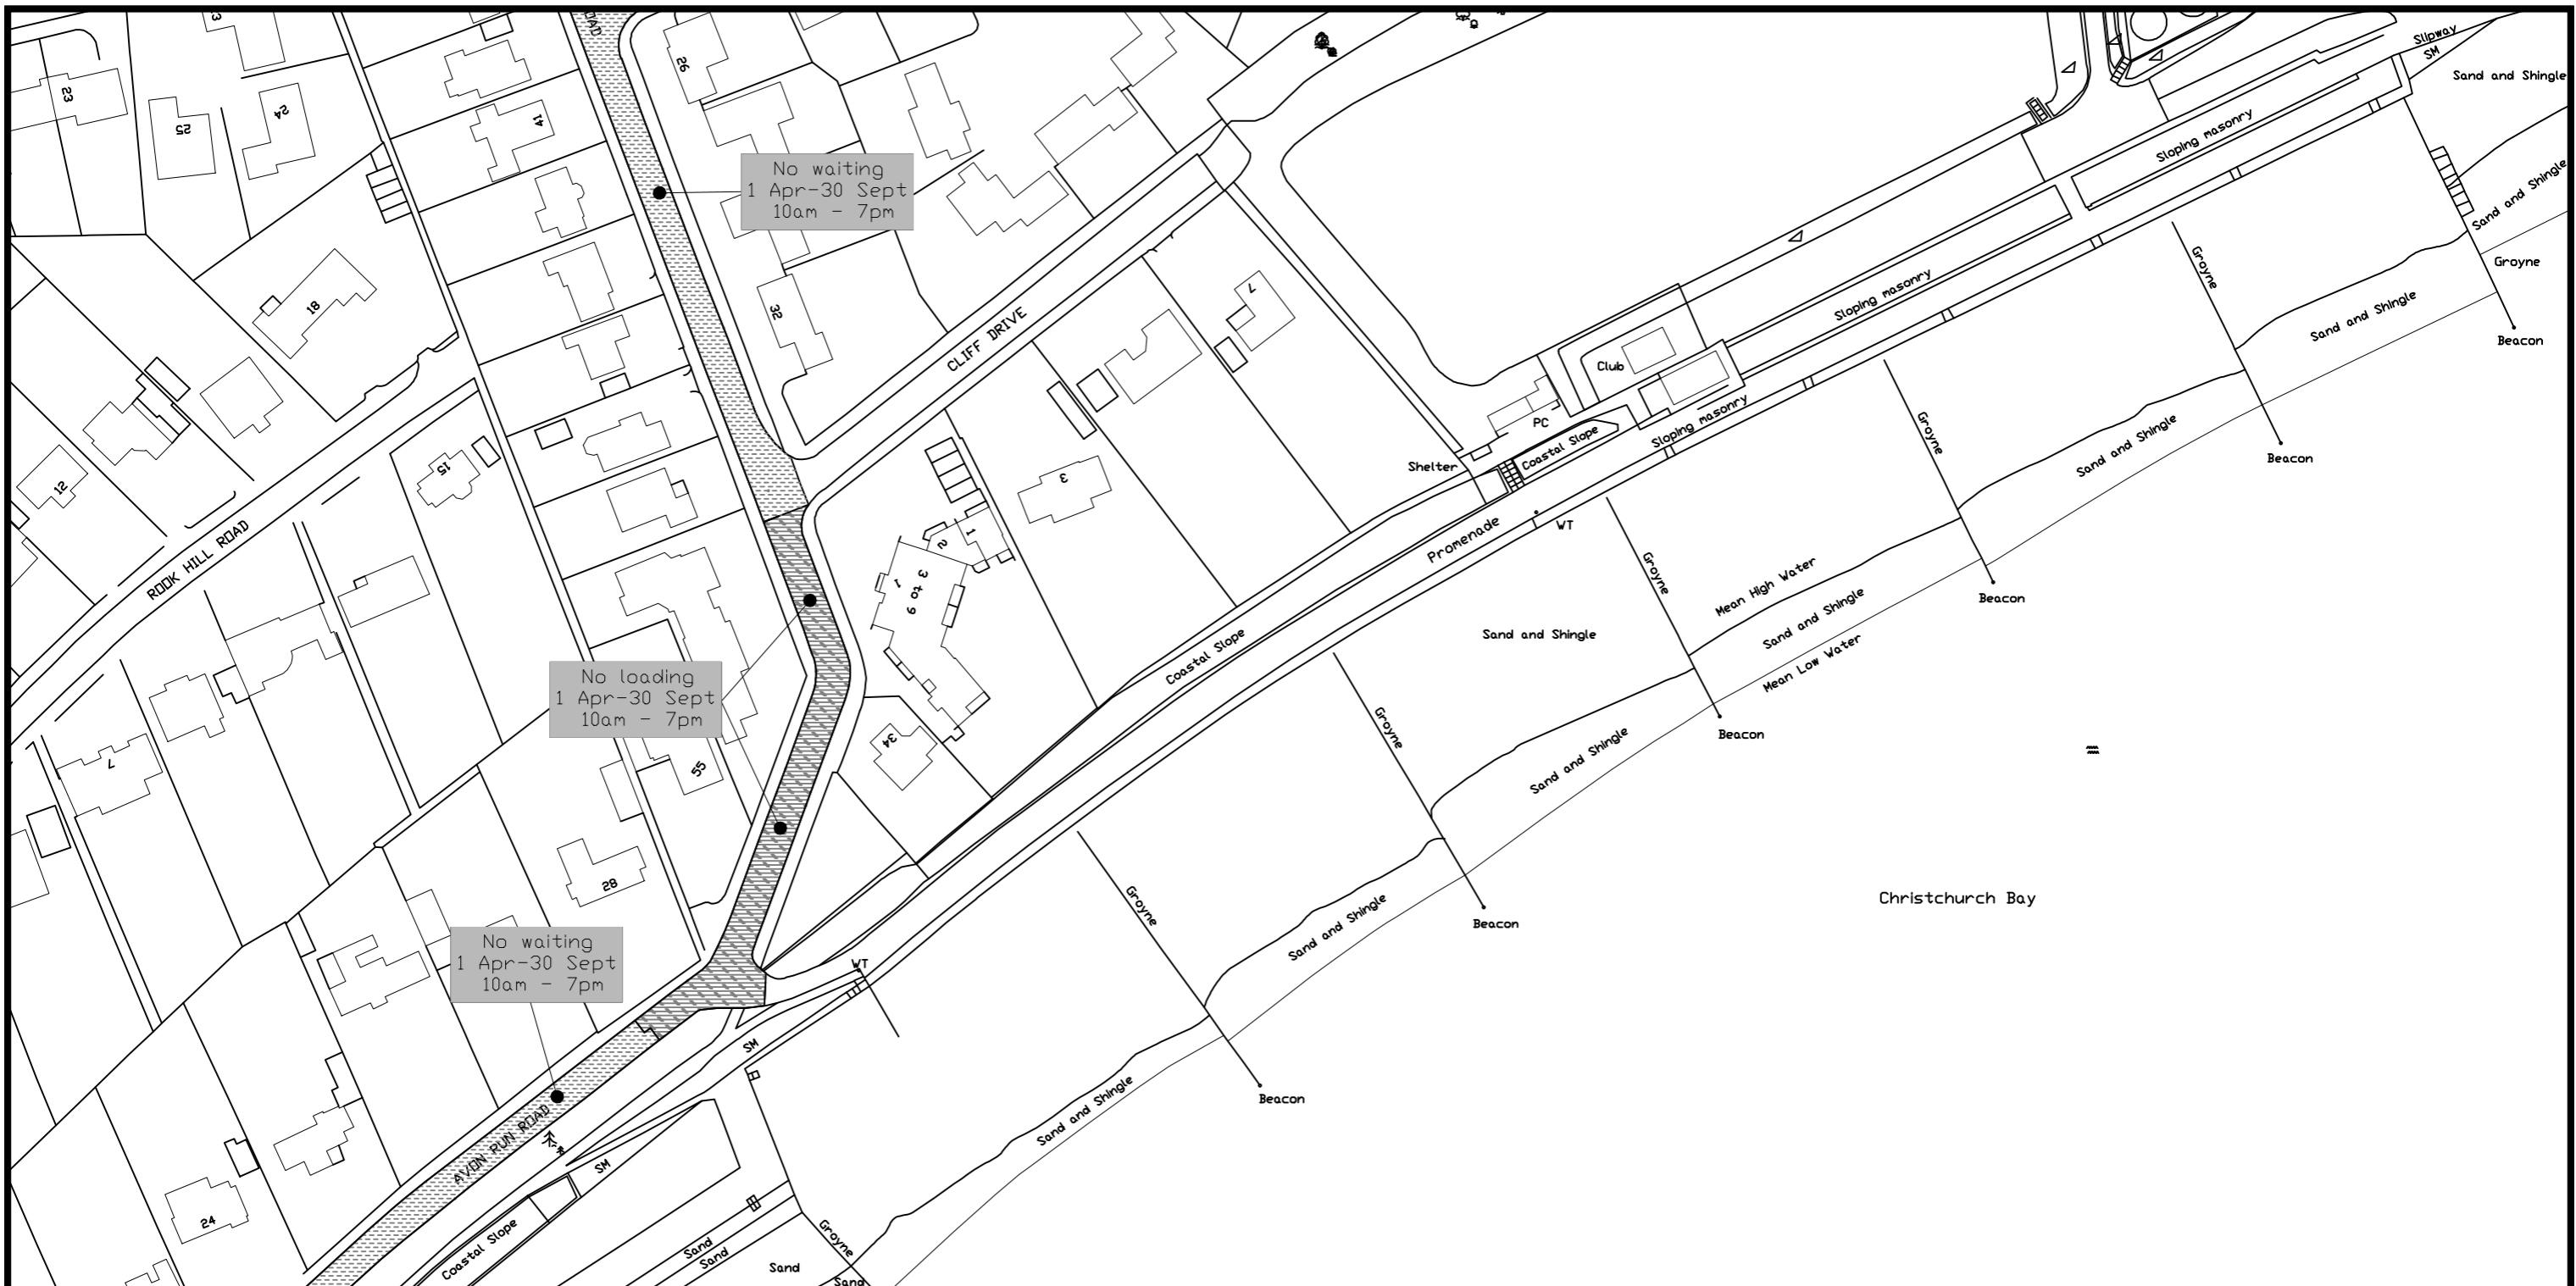 13
OAD
26
Slipway
SM
Sand and Shingle
23
25
24
41
Sloping masonry
No waiting
1 Apr-30 Sept
10am - 7pm
Sand and Shingle
Groyne
Groyne
18
32
CLIFF DRIVE
7
Sloping masonry
Sand and Shingle
Beacon
Club
PC
Coastal Slope
Sloping masonry
Groyne
Sand and Shingle
Beacon
Shelter
12
15
3
ROOK HILL ROAD
Promenade
WT
1
2
3 to 9
1
Groyne
Mean High Water
Sand and Shingle
Mean Low Water
Beacon
Sand and Shingle
Coastal Slope
No loading
1 Apr-30 Sept
10am - 7pm
Groyne
Beacon
34
7
55
Sand and Shingle
28
Groyne
Sand and Shingle
Beacon
Christchurch Bay
No waiting
1 Apr-30 Sept
10am - 7pm
WT
SM
Sand and Shingle
Beacon
AVON RUN ROAD
SM
24
Coastal Slope
Groyne
Sand
Sand
Sand
Sand